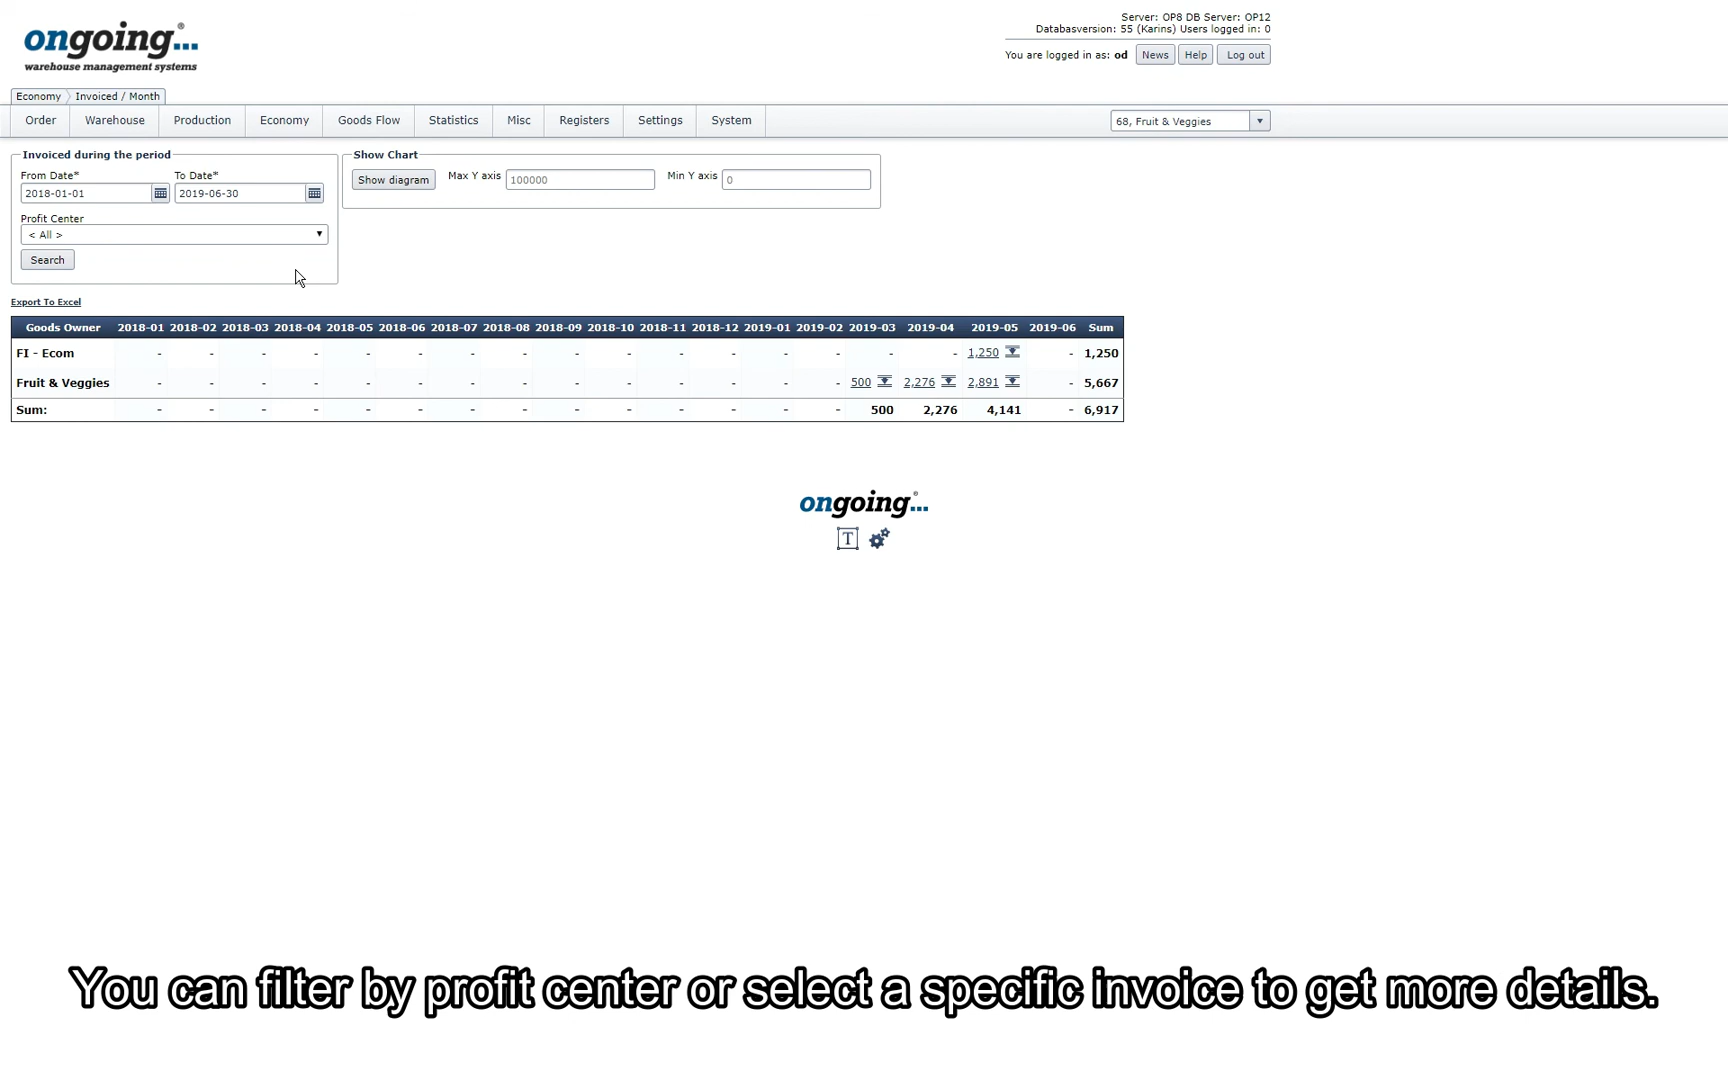 ongoing...®
warehouse management systems
Server: OP8 DB Server: OP12
Databasversion: 55 (Karins) Users logged in: 0
You are logged in as: od News Help Log out
Economy Invoiced / Month
Order Warehouse Production Economy Goods Flow Statistics Misc Registers Settings System 68, Fruit & Veggies
Invoiced during the period
From Date* To Date*
2018-01-01 2019-06-30
Profit Center
< All >
Search
Show Chart
Show diagram Max Y axis 100000 Min Y axis 0
Export To Excel
Goods Owner 2018-01 2018-02 2018-03 2018-04 2018-05 2018-06 2018-07 2018-08 2018-09 2018-10 2018-11 2018-12 2019-01 2019-02 2019-03 2019-04 2019-05 2019-06 Sum
FI - Ecom - - - - - - - - - - - - - - - - 1,250 - 1,250
Fruit & Veggies - - - - - - - - - - - - - - 500 2,276 2,891 - 5,667
Sum: - - - - - - - - - - - - - - 500 2,276 4,141 - 6,917
ongoing...®
T
You can filter by profit center or select a specific invoice to get more details.